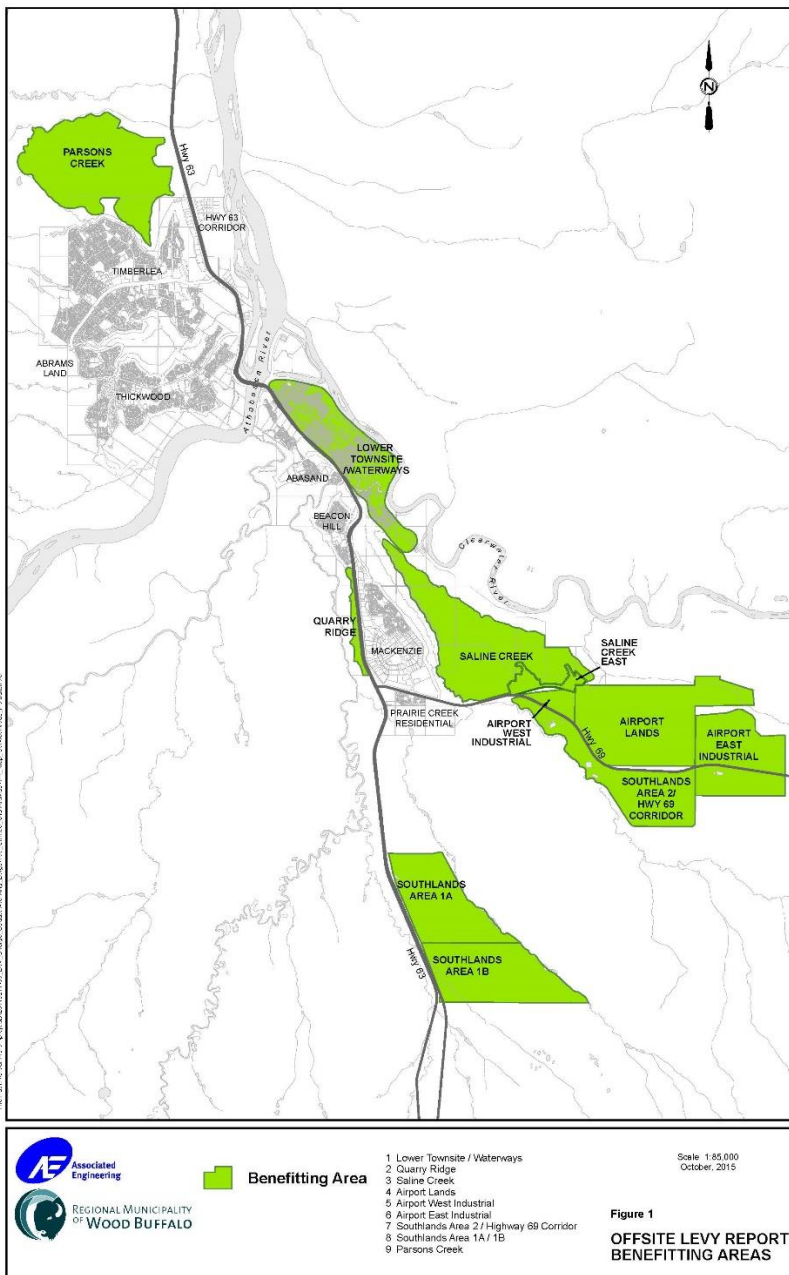 N
PARSONS
CREEK
Hwy 63
HWY 63
CORRIDOR
TIMBERLEA
ABRAMS
LAND
THICKWOOD
Athabasca River
LOWER
TOWNSITE
/WATERWAYS
ABASAND
BEACON
HILL
Clearwater River
QUARRY
RIDGE
MACKENZIE
SALINE CREEK
SALINE
CREEK
EAST
PRAIRIE CREEK
RESIDENTIAL
AIRPORT
WEST
INDUSTRIAL
Hwy 69
AIRPORT
LANDS
AIRPORT
EAST
INDUSTRIAL
SOUTHLANDS
AREA 2/
HWY 69
CORRIDOR
SOUTHLANDS
AREA 1A
SOUTHLANDS
AREA 1B
Hwy 63
AE Associated
Engineering
REGIONAL MUNICIPALITY
OF WOOD BUFFALO
Benefitting Area
1 Lower Townsite / Waterways
2 Quarry Ridge
3 Saline Creek
4 Airport Lands
5 Airport West Industrial
6 Airport East Industrial
7 Southlands Area 2 / Highway 69 Corridor
8 Southlands Area 1A / 1B
9 Parsons Creek
Scale 1:85,000
October, 2015
Figure 1
OFFSITE LEVY REPORT
BENEFITTING AREAS